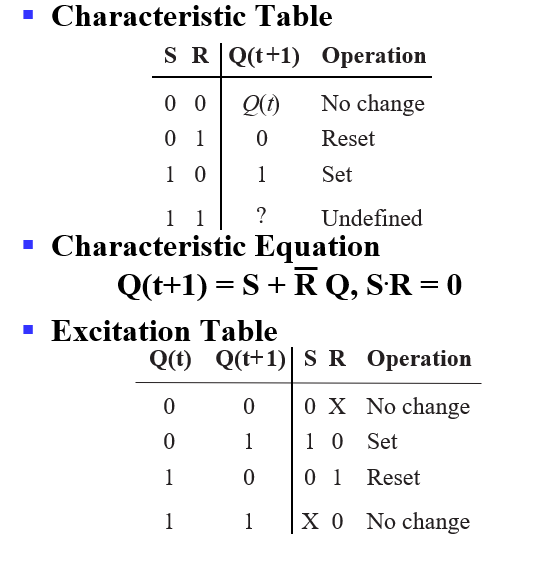 ▪ Characteristic Table
S R Q(t+1) Operation
0 0 Q(t) No change
0 1 0 Reset
1 0 1 Set
1 1 ? Undefined
▪ Characteristic Equation
Q(t+1) = S + R̅ Q, S·R = 0
▪ Excitation Table
Q(t) Q(t+1) S R Operation
0 0 0 X No change
0 1 1 0 Set
1 0 0 1 Reset
1 1 X 0 No change